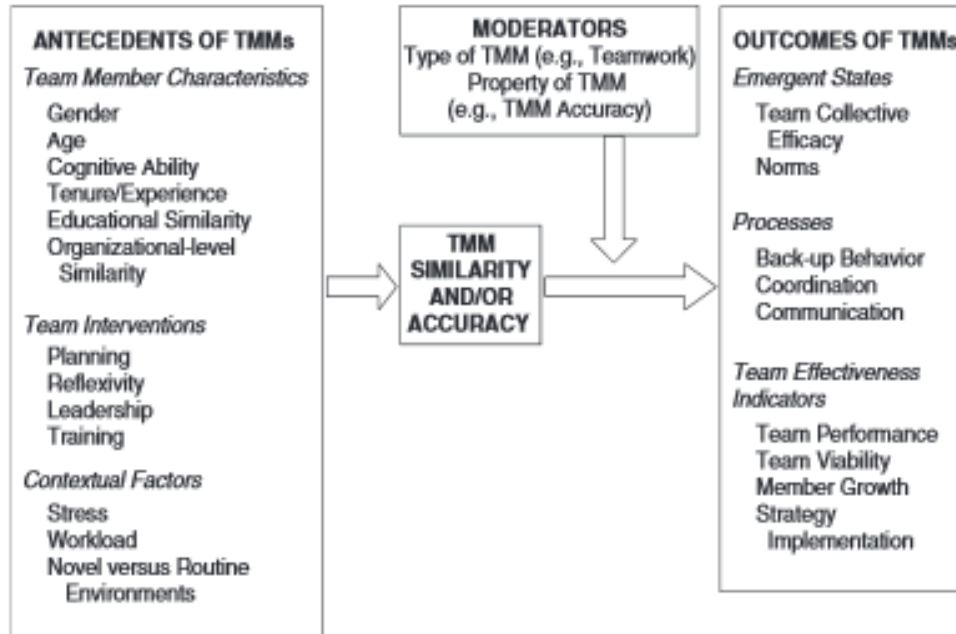 ANTECEDENTS OF TMMs
Team Member Characteristics
Gender
Age
Cognitive Ability
Tenure/Experience
Educational Similarity
Organizational-level
Similarity
Team Interventions
Planning
Reflexivity
Leadership
Training
Contextual Factors
Stress
Workload
Novel versus Routine
Environments
MODERATORS
Type of TMM (e.g., Teamwork)
Property of TMM
(e.g., TMM Accuracy)
TMM
SIMILARITY
AND/OR
ACCURACY
OUTCOMES OF TMMs
Emergent States
Team Collective
Efficacy
Norms
Processes
Back-up Behavior
Coordination
Communication
Team Effectiveness
Indicators
Team Performance
Team Viability
Member Growth
Strategy
Implementation